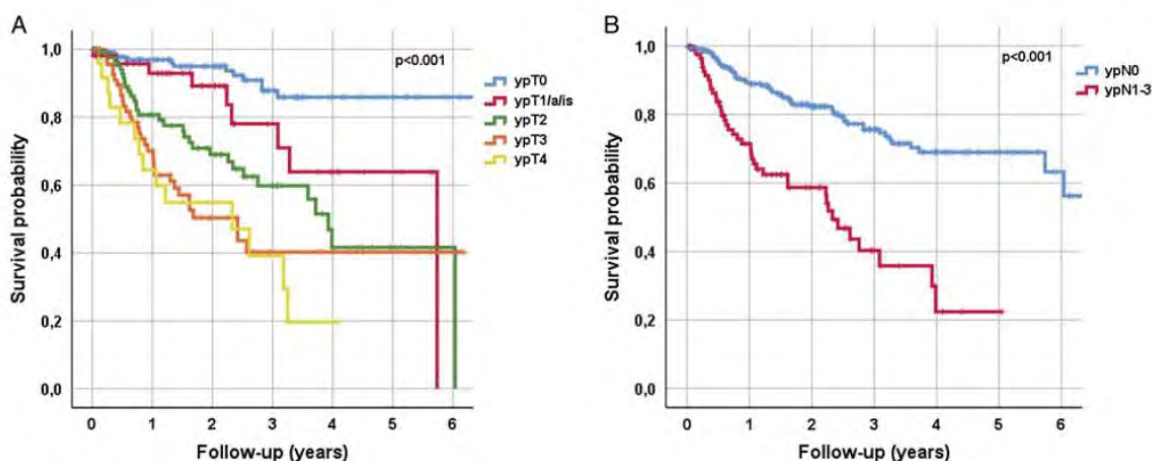 A
B
p<0.001
ypT0
ypT1/a/is
ypT2
ypT3
ypT4
Survival probability
1,0
0,8
0,6
0,4
0,2
0,0
0 1 2 3 4 5 6
Follow-up (years)
p<0.001
ypN0
ypN1-3
Survival probability
1,0
0,8
0,6
0,4
0,2
0,0
0 1 2 3 4 5 6
Follow-up (years)